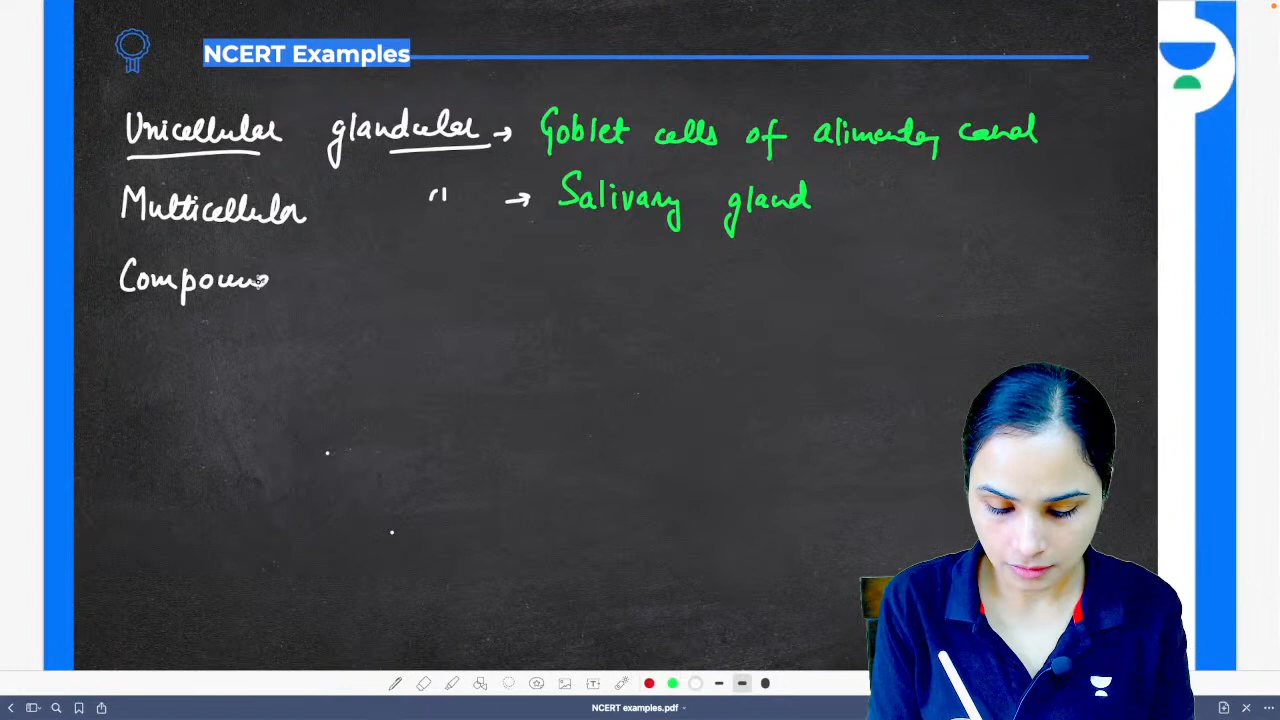 NCERT Examples
Unicellular glandular → Goblet cells of alimentary canal
Multicellular " → Salivary gland
Compoun
NCERT examples.pdf